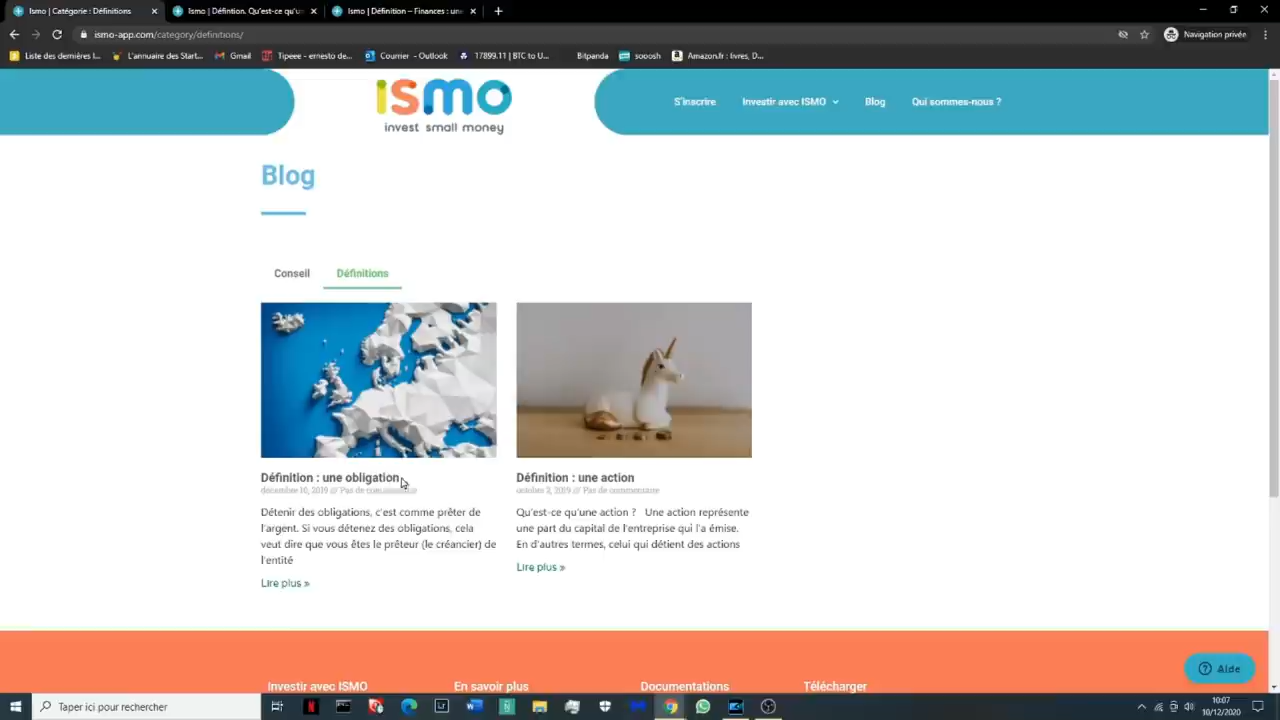 Ismo | Catégorie : Définitions
Ismo | Défintion. Qu'est-ce qu'u
Ismo | Définition – Finances : une
ismo-app.com/category/definitions/
Navigation privée
Liste des dernières I...
L'annuaire des Start...
Gmail
Tipeee - ernesto de...
Courrier - Outlook
17899.11 | BTC to U...
Bitpanda
sooosh
Amazon.fr : livres, D...
ismo
invest small money
S'inscrire
Investir avec ISMO
Blog
Qui sommes-nous ?
Blog
Conseil
Définitions
Définition : une obligation
décembre 10, 2019 /// Pas de commentaire
Détenir des obligations, c'est comme prêter de
l'argent. Si vous détenez des obligations, cela
veut dire que vous êtes le prêteur (le créancier) de
l'entité
Lire plus »
Définition : une action
octobre 2, 2019 /// Pas de commentaire
Qu'est-ce qu'une action ? Une action représente
une part du capital de l'entreprise qui l'a émise.
En d'autres termes, celui qui détient des actions
Lire plus »
Investir avec ISMO
En savoir plus
Documentations
Télécharger
Aide
Taper ici pour rechercher
10:07
10/12/2020